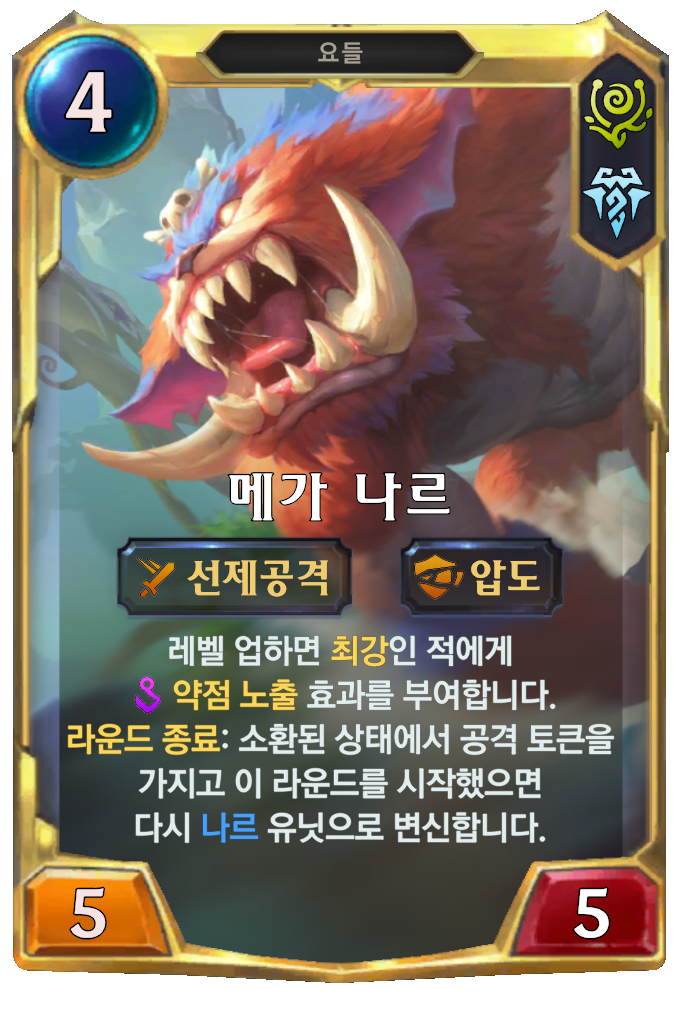 요들
4
메가 나르
선제공격 압도
레벨 업하면 최강인 적에게
약점 노출 효과를 부여합니다.
라운드 종료: 소환된 상태에서 공격 토큰을
가지고 이 라운드를 시작했으면
다시 나르 유닛으로 변신합니다.
5 5